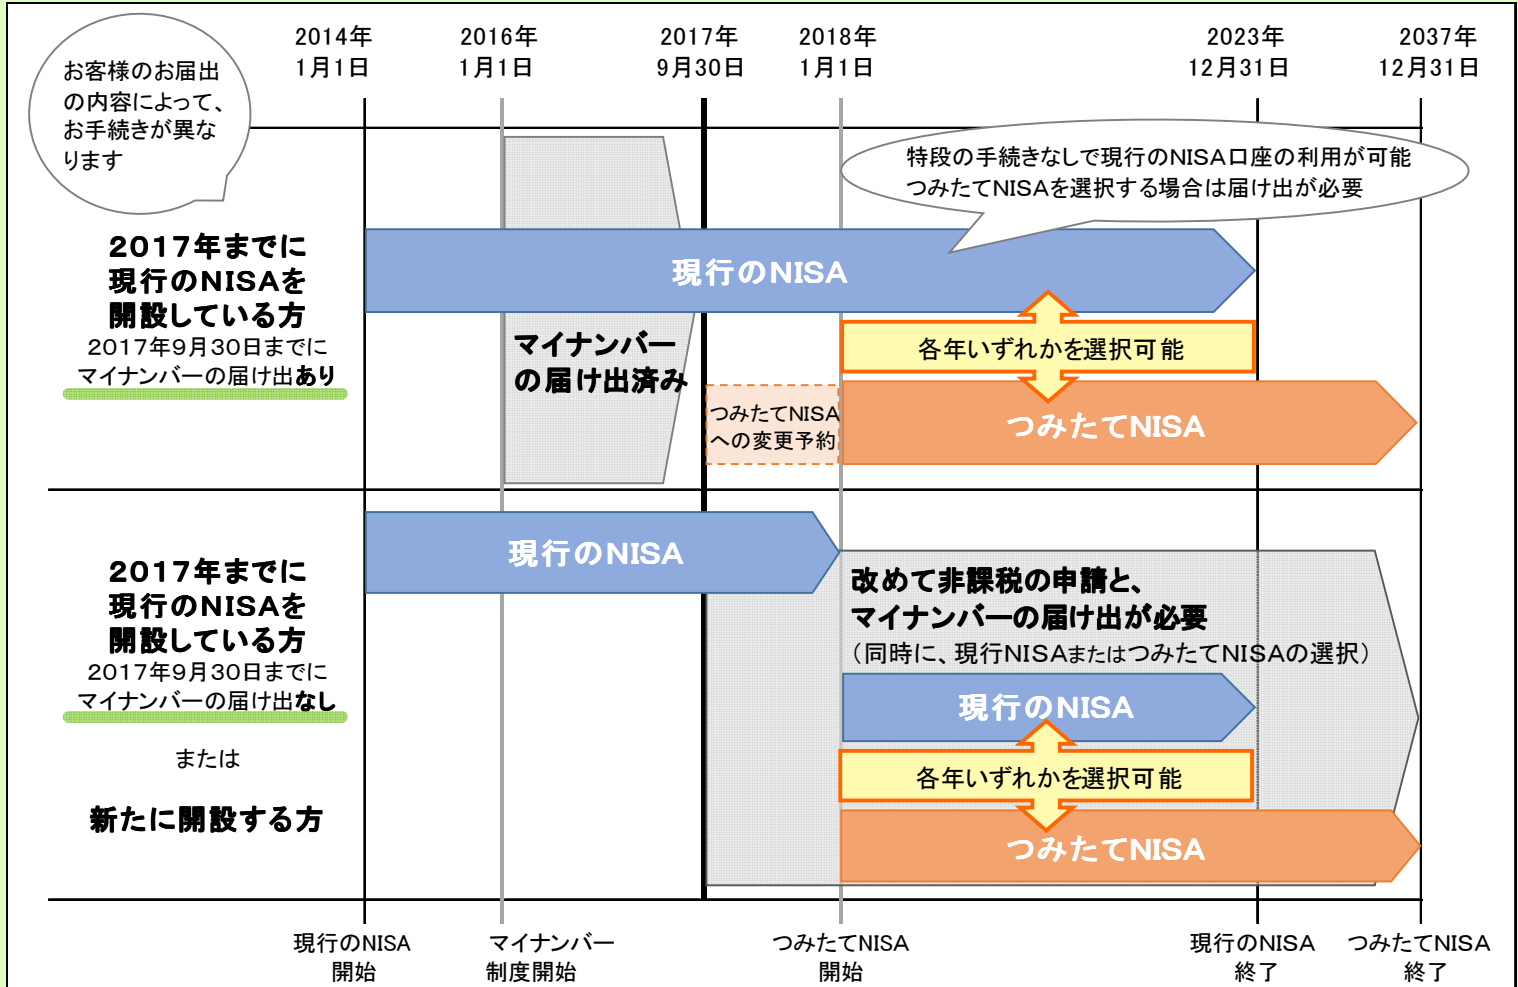 2014年
1月1日
2016年
1月1日
2017年
9月30日
2018年
1月1日
2023年
12月31日
2037年
12月31日
お客様のお届出
の内容によって、
お手続きが異な
ります
特段の手続きなしで現行のNISA口座の利用が可能
つみたてNISAを選択する場合は届け出が必要
2017年までに
現行のNISAを
開設している方
2017年9月30日までに
マイナンバーの届け出あり
現行のNISA
マイナンバー
の届け出済み
各年いずれかを選択可能
つみたてNISA
への変更予約
つみたてNISA
2017年までに
現行のNISAを
開設している方
2017年9月30日までに
マイナンバーの届け出なし
または
新たに開設する方
現行のNISA
改めて非課税の申請と、
マイナンバーの届け出が必要
（同時に、現行NISAまたはつみたてNISAの選択）
現行のNISA
各年いずれかを選択可能
つみたてNISA
現行のNISA
開始
マイナンバー
制度開始
つみたてNISA
開始
現行のNISA
終了
つみたてNISA
終了